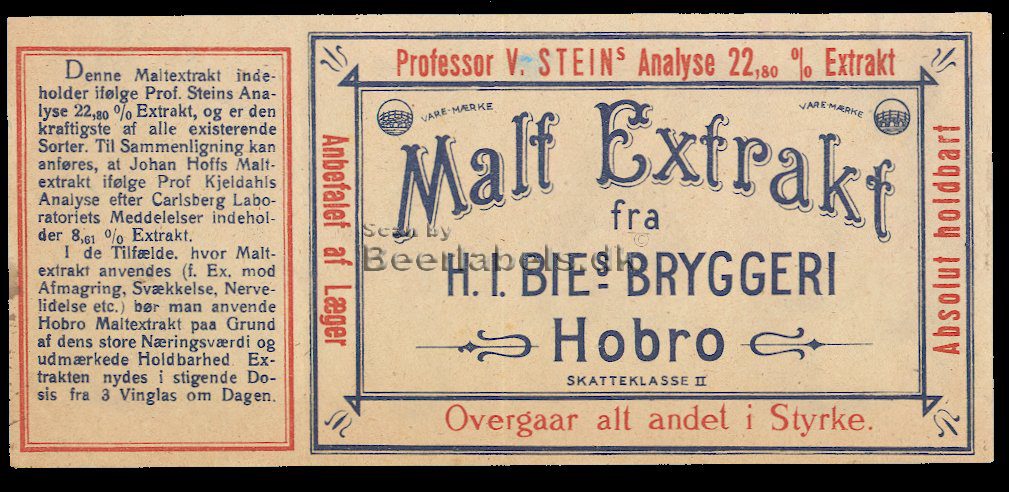 Denne Maltextrakt inde-
holder ifølge Prof. Steins Ana-
lyse 22,80 % Extrakt, og er den
kraftigste af alle existerende
Sorter. Til Sammenligning kan
anføres, at Johan Hoffs Malt-
extrakt ifølge Prof Kjeldahls
Analyse efter Carlsberg Labo-
ratoriets Meddelelser indehol-
der 8,61 % Extrakt.
I de Tilfælde. hvor Malt-
extrakt anvendes (f. Ex. mod
Afmagring, Svækkelse, Nerve-
lidelse etc.) bør man anvende
Hobro Maltextrakt paa Grund
af dens store Næringsværdi og
udmærkede Holdbarhed. Ex-
trakten nydes i stigende Do-
sis fra 3 Vinglas om Dagen.
Professor V. STEINs Analyse 22,80 % Extrakt
Anbefalet af Læger
VARE-MÆRKE
VARE-MÆRKE
Malt Extrakt
fra
H. I. BIEs BRYGGERI
Hobro
SKATTEKLASSE II
Absolut holdbart
Overgaar alt andet i Styrke.
Scan by
©
Beerlabels.dk